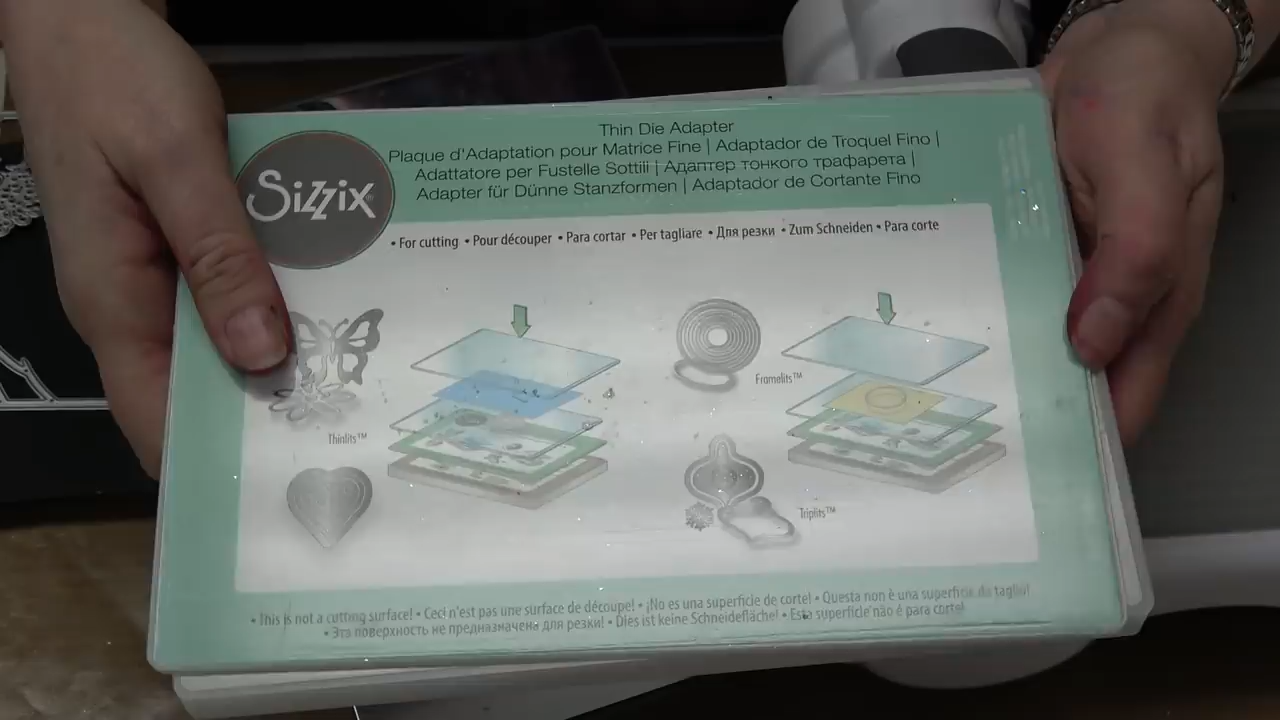 Sizzix
Thin Die Adapter
Plaque d'Adaptation pour Matrice Fine | Adaptador de Troquel Fino |
Adattatore per Fustelle Sottili | Адаптер тонкого трафарета |
Adapter für Dünne Stanzformen | Adaptador de Cortante Fino
• For cutting • Pour découper • Para cortar • Per tagliare • Для резки • Zum Schneiden • Para corte
Thinlits™
Framelits™
Triplits™
• This is not a cutting surface! • Ceci n'est pas une surface de découpe! • ¡No es una superficie de corte! • Questa non è una superficie da taglio!
• Эта поверхность не предназначена для резки! • Dies ist keine Schneidefläche! • Esta superficie não é para corte!